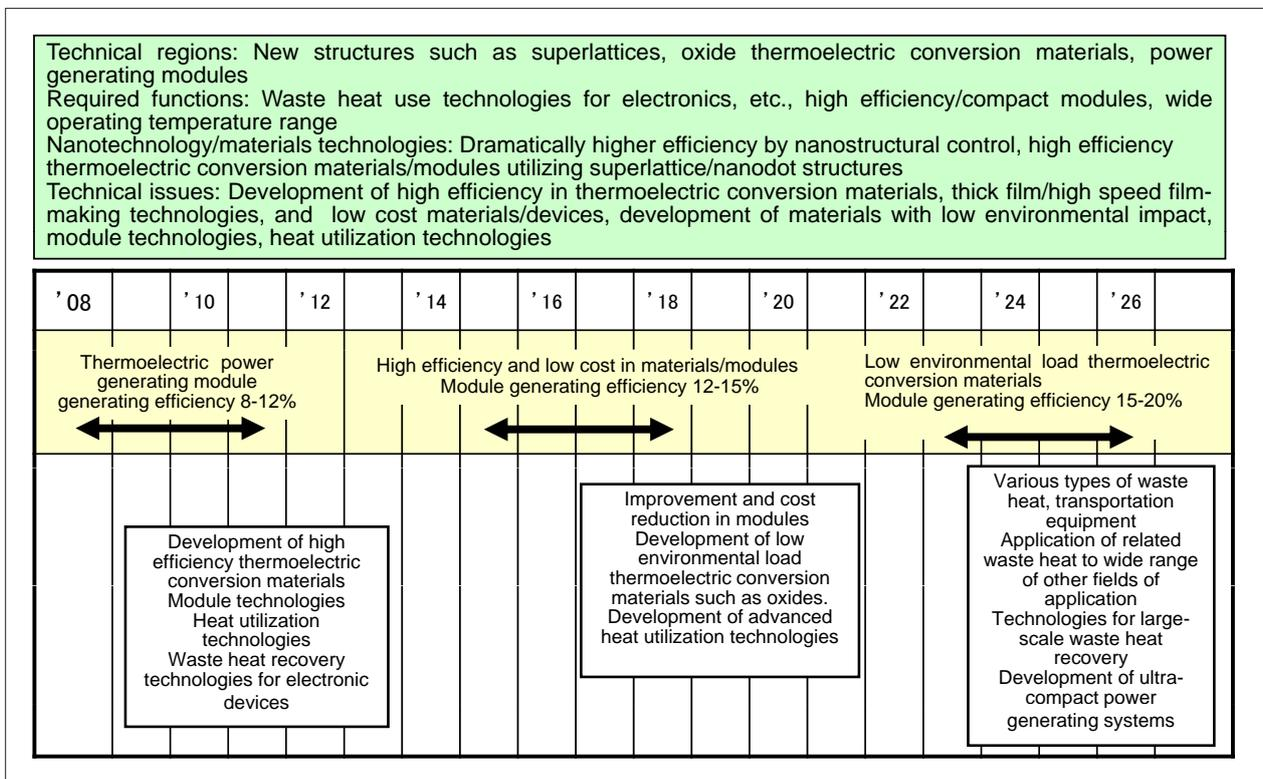 Technical regions: New structures such as superlattices, oxide thermoelectric conversion materials, power
generating modules
Required functions: Waste heat use technologies for electronics, etc., high efficiency/compact modules, wide
operating temperature range
Nanotechnology/materials technologies: Dramatically higher efficiency by nanostructural control, high efficiency
thermoelectric conversion materials/modules utilizing superlattice/nanodot structures
Technical issues: Development of high efficiency in thermoelectric conversion materials, thick film/high speed film-
making technologies, and low cost materials/devices, development of materials with low environmental impact,
module technologies, heat utilization technologies
'08 '10 '12 '14 '16 '18 '20 '22 '24 '26
Thermoelectric power
generating module
generating efficiency 8-12%
High efficiency and low cost in materials/modules
Module generating efficiency 12-15%
Low environmental load thermoelectric
conversion materials
Module generating efficiency 15-20%
Development of high
efficiency thermoelectric
conversion materials
Module technologies
Heat utilization
technologies
Waste heat recovery
technologies for electronic
devices
Improvement and cost
reduction in modules
Development of low
environmental load
thermoelectric conversion
materials such as oxides.
Development of advanced
heat utilization technologies
Various types of waste
heat, transportation
equipment
Application of related
waste heat to wide range
of other fields of
application
Technologies for large-
scale waste heat
recovery
Development of ultra-
compact power
generating systems